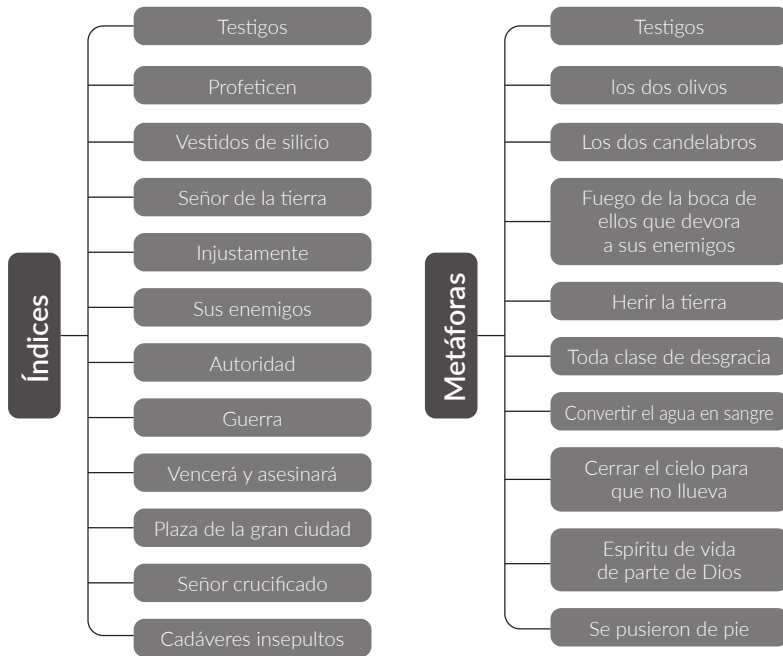 Índices
Testigos
Profeticen
Vestidos de silicio
Señor de la tierra
Injustamente
Sus enemigos
Autoridad
Guerra
Vencerá y asesinará
Plaza de la gran ciudad
Señor crucificado
Cadáveres insepultos
Metáforas
Testigos
los dos olivos
Los dos candelabros
Fuego de la boca de
ellos que devora
a sus enemigos
Herir la tierra
Toda clase de desgracia
Convertir el agua en sangre
Cerrar el cielo para
que no llueva
Espíritu de vida
de parte de Dios
Se pusieron de pie